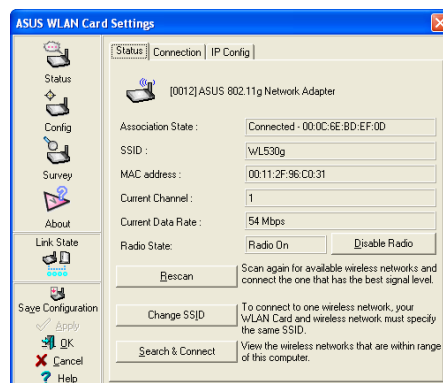 ASUS WLAN Card Settings
Status
Config
Survey
About
Link State
Save Configuration
Apply
OK
Cancel
Help
Status Connection IP Config
[0012] ASUS 802.11g Network Adapter
Association State : Connected - 00:0C:6E:BD:EF:0D
SSID : WL530g
MAC address : 00:11:2F:96:C0:31
Current Channel : 1
Current Data Rate : 54 Mbps
Radio State: Radio On Disable Radio
Rescan
Scan again for available wireless networks and
connect the one that has the best signal level.
Change SSID
To connect to one wireless network, your
WLAN Card and wireless network must specify
the same SSID.
Search & Connect
View the wireless networks that are within range
of this computer.